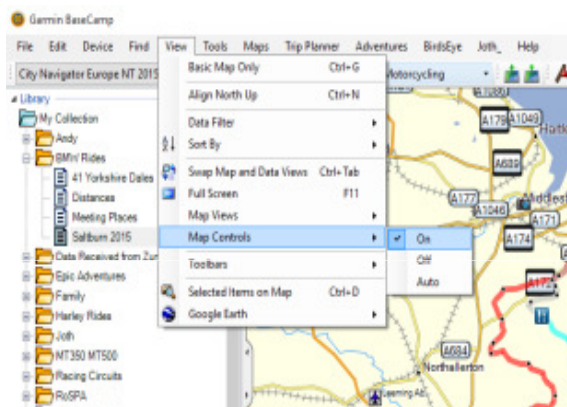 Garmin BaseCamp
File Edit Device Find View Tools Maps Trip Planner Adventures BirdsEye Joth_ Help
City Navigator Europe NT 2015
Motorcycling
Basic Map Only Ctrl+G
Align North Up Ctrl+N
Data Filter
Sort By
Swap Map and Data Views Ctrl+Tab
Full Screen F11
Map Views
Map Controls
On
Off
Auto
Toolbars
Selected Items on Map Ctrl+D
Google Earth
Library
My Collection
Andy
BMW Rides
41 Yorkshire Dales
Distances
Meeting Places
Saltburn 2015
Data Received from
Epic Adventures
Family
Harley Rides
Joth
MT350 MT500
Racing Circuits
RoSPA
A179 A1049
A689
A177
A1046
A171
A174
A684
Northallerton